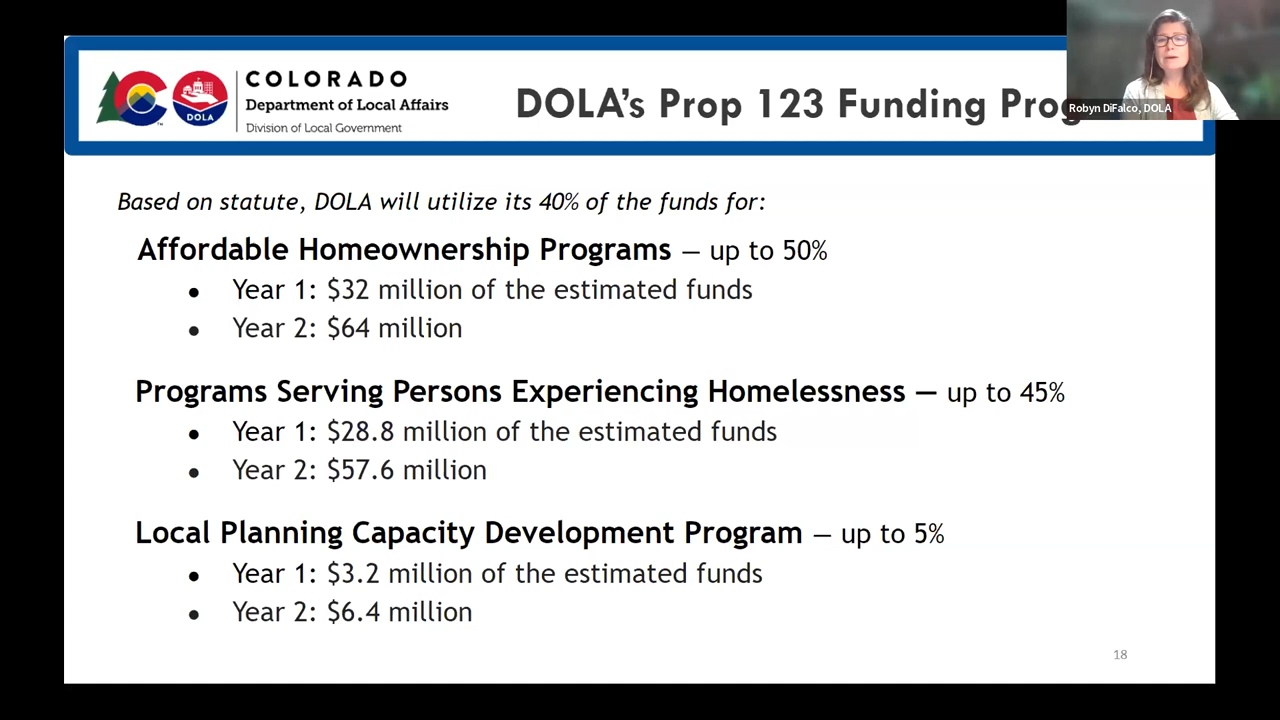 COLORADO
Department of Local Affairs
Division of Local Government
DOLA
DOLA's Prop 123 Funding Prog
Robyn DiFalco, DOLA
Based on statute, DOLA will utilize its 40% of the funds for:
Affordable Homeownership Programs — up to 50%
● Year 1: $32 million of the estimated funds
● Year 2: $64 million
Programs Serving Persons Experiencing Homelessness — up to 45%
● Year 1: $28.8 million of the estimated funds
● Year 2: $57.6 million
Local Planning Capacity Development Program — up to 5%
● Year 1: $3.2 million of the estimated funds
● Year 2: $6.4 million
18